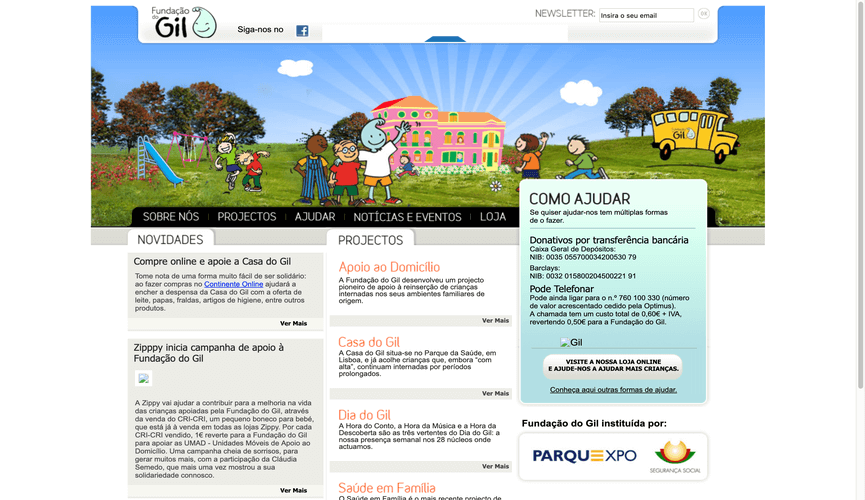 Fundação
do
Gil
Siga-nos no
NEWSLETTER:
Insira o seu email
SOBRE NÓS
PROJECTOS
AJUDAR
NOTÍCIAS E EVENTOS
LOJA
NOVIDADES
Compre online e apoie a Casa do Gil
Tome nota de uma forma muito fácil de ser solidário:
ao fazer compras no Continente Online ajudará a
encher a despensa da Casa do Gil com a oferta de
leite, papas, fraldas, artigos de higiene, entre outros
produtos.
Ver Mais
Zipppy inicia campanha de apoio à
Fundação do Gil
A Zippy vai ajudar a contribuir para a melhoria na vida
das crianças apoiadas pela Fundação do Gil, através
da venda do CRI-CRI, um pequeno boneco para bebé,
que está já à venda em todas as lojas Zippy. Por cada
CRI-CRI vendido, 1€ reverte para a Fundação do Gil
para apoiar as UMAD - Unidades Móveis de Apoio ao
Domicílio. Uma campanha cheia de sorrisos, para
gerar muitos mais, com a participação da Cláudia
Semedo, que mais uma vez mostrou a sua
solidariedade connosco.
Ver Mais
PROJECTOS
Apoio ao Domicílio
A Fundação do Gil desenvolveu um projecto
pioneiro de apoio à reinserção de crianças
internadas nos seus ambientes familiares de
origem.
Ver Mais
Casa do Gil
A Casa do Gil situa-se no Parque da Saúde, em
Lisboa, e já acolhe crianças que, embora "com
alta", continuam internadas por períodos
prolongados.
Ver Mais
Dia do Gil
A Hora do Conto, a Hora da Música e a Hora da
Descoberta são as três vertentes do Dia do Gil: a
nossa presença semanal nos 28 núcleos onde
actuamos.
Ver Mais
Saúde em Família
O Saúde em Família é o mais recente projecto de
COMO AJUDAR
Se quiser ajudar-nos tem múltiplas formas
de o fazer.
Donativos por transferência bancária
Caixa Geral de Depósitos:
NIB: 0035 055700034200530 79
Barclays:
NIB: 0032 015800204500221 91
Pode Telefonar
Pode ainda ligar para o n.º 760 100 330 (número
de valor acrescentado cedido pela Optimus).
A chamada tem um custo total de 0,60€ + IVA,
revertendo 0,50€ para a Fundação do Gil.
Gil
VISITE A NOSSA LOJA ONLINE
E AJUDE-NOS A AJUDAR MAIS CRIANÇAS.
Conheça aqui outras formas de ajudar.
Fundação do Gil instituída por:
PARQUE EXPO
SEGURANÇA SOCIAL